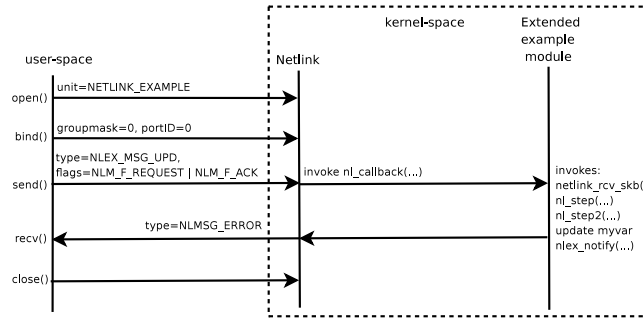 kernel-space
Extended
example
module
user-space
Netlink
open()
unit=NETLINK_EXAMPLE
bind()
groupmask=0, portID=0
type=NLEX_MSG_UPD,
flags=NLM_F_REQUEST | NLM_F_ACK
send()
invoke nl_callback(...)
invokes:
netlink_rcv_skb(
nl_step(...)
nl_step2(...)
update myvar
nlex_notify(...)
type=NLMSG_ERROR
recv()
close()